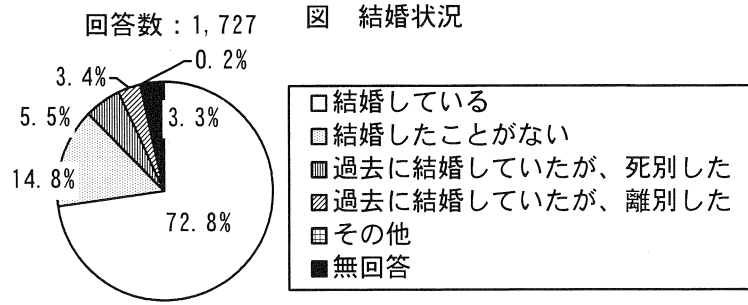 回答数：1,727
図　結婚状況
0.2%
3.4%
5.5%
3.3%
14.8%
72.8%
□結婚している
結婚したことがない
過去に結婚していたが、死別した
過去に結婚していたが、離別した
その他
■無回答